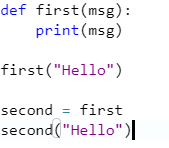 def first(msg):
    print(msg)

first("Hello")

second = first
second("Hello")